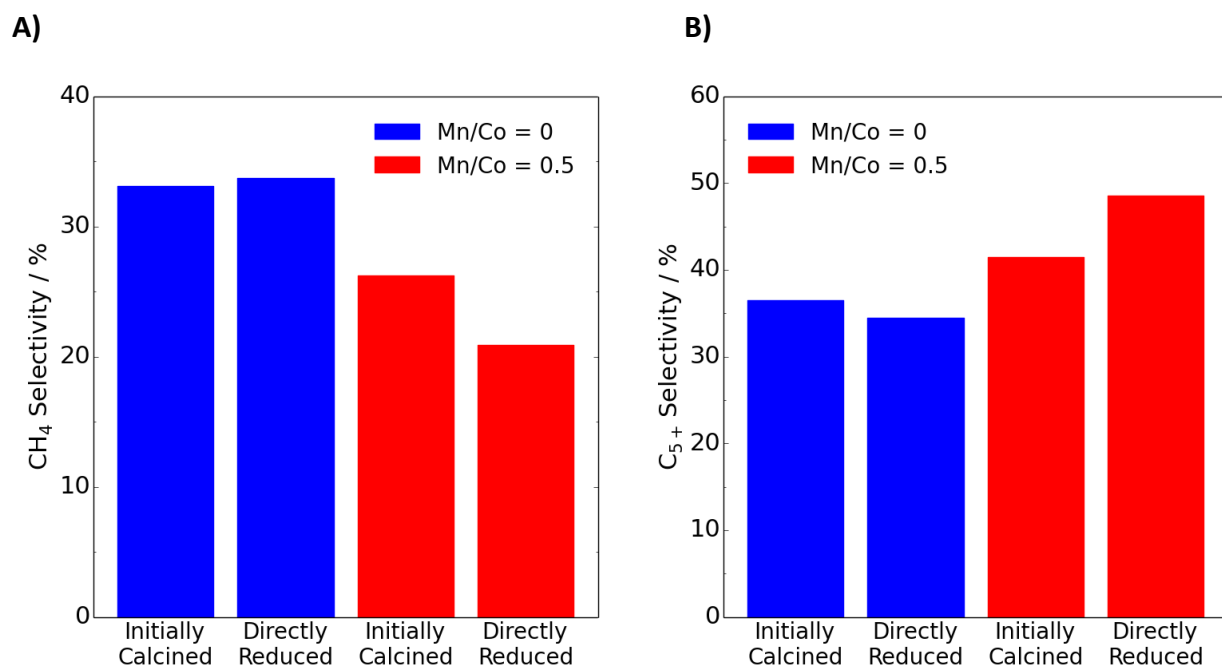 A)
CH4 Selectivity / %
40
30
20
10
0
Mn/Co = 0
Mn/Co = 0.5
Initially
Calcined
Directly
Reduced
Initially
Calcined
Directly
Reduced
B)
C5+ Selectivity / %
60
50
40
30
20
10
0
Mn/Co = 0
Mn/Co = 0.5
Initially
Calcined
Directly
Reduced
Initially
Calcined
Directly
Reduced